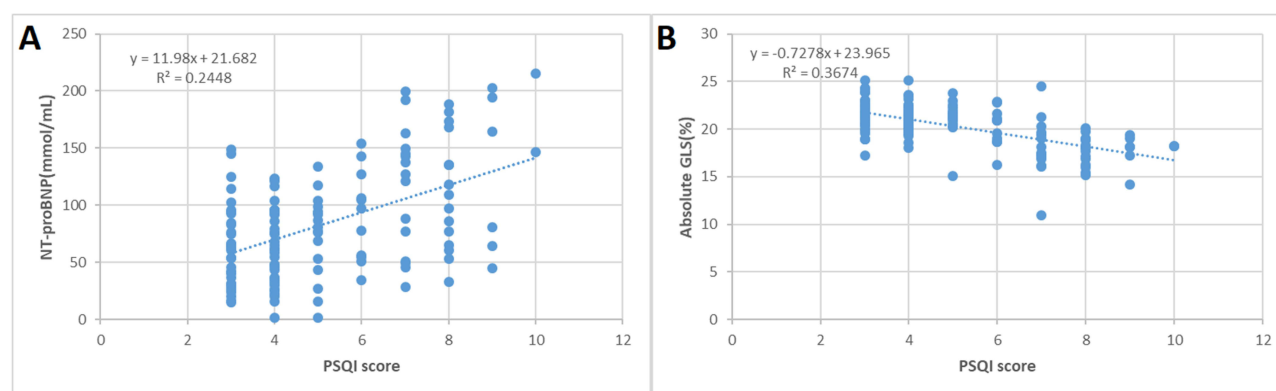 A
250
200
150
100
50
0
y = 11.98x + 21.682
R² = 0.2448
NT-proBNP(mmol/mL)
0 2 4 6 8 10 12
PSQI score
B
30
25
20
15
10
5
0
y = -0.7278x + 23.965
R² = 0.3674
Absolute GLS(%)
0 2 4 6 8 10 12
PSQI score